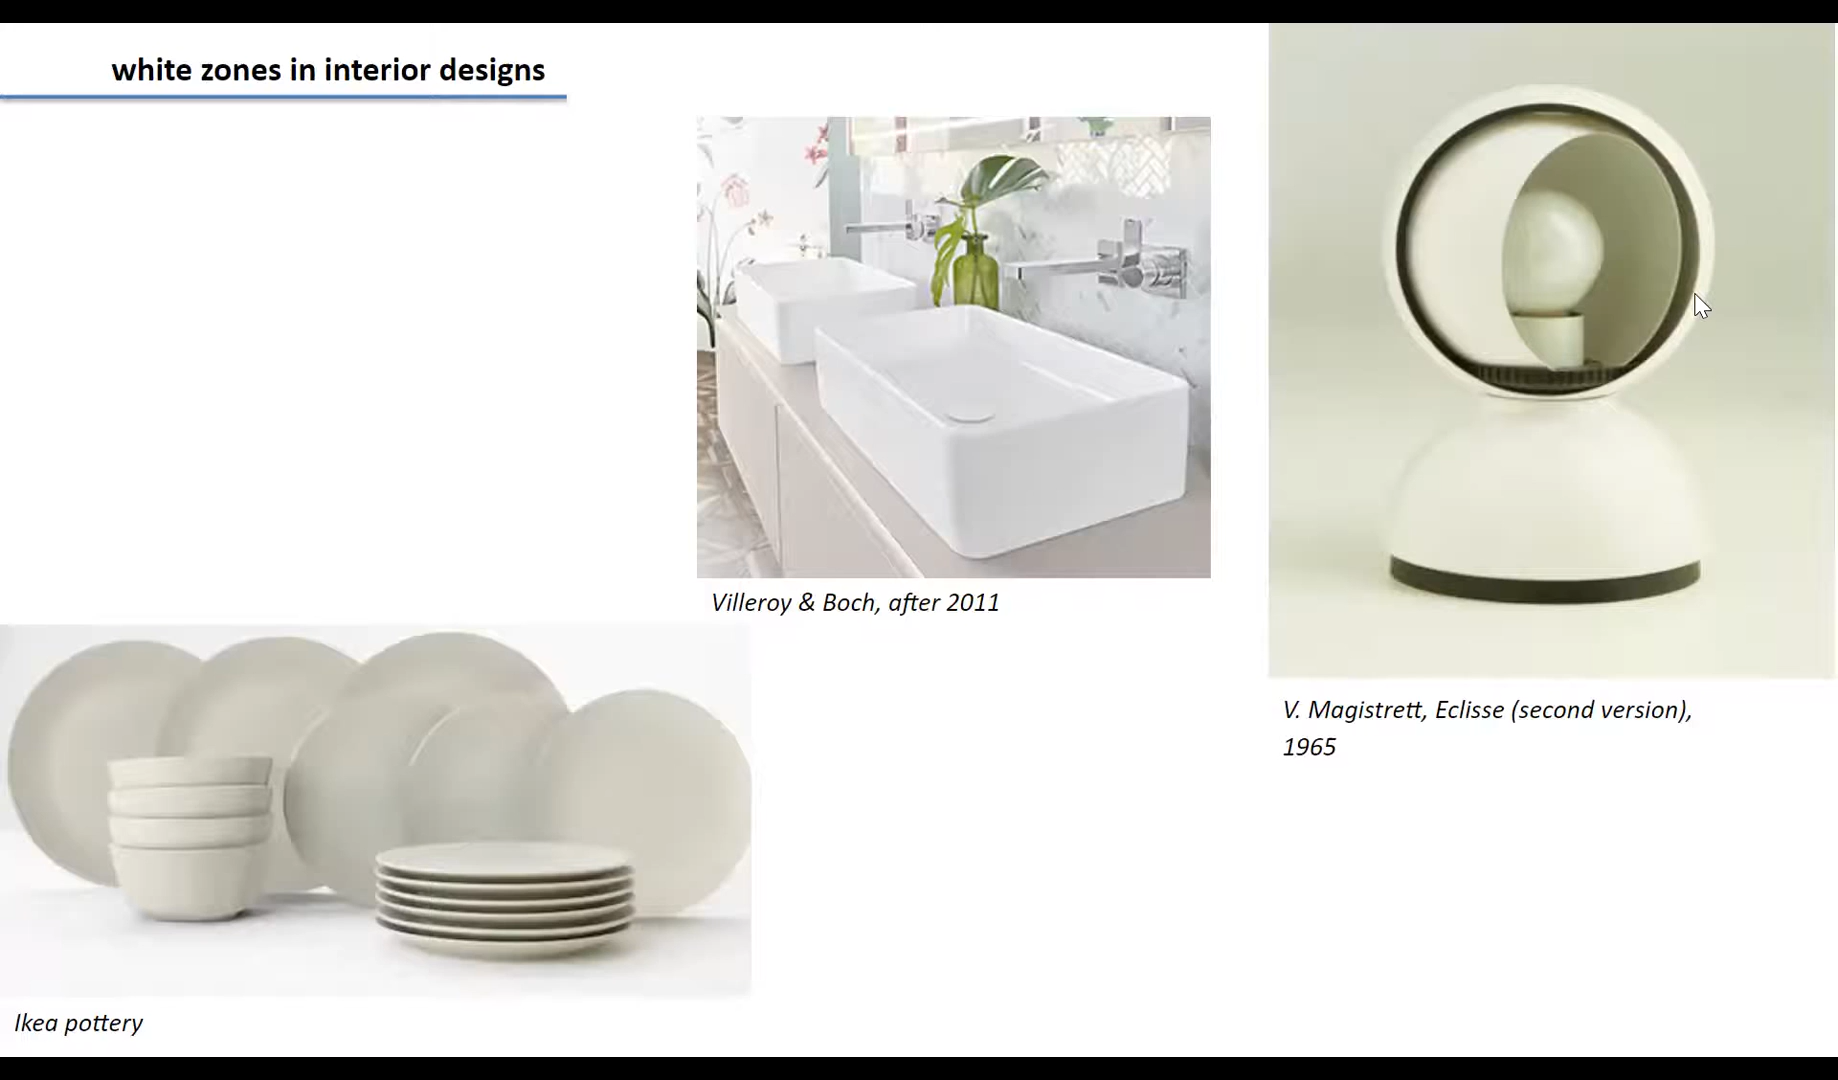 white zones in interior designs
Villeroy & Boch, after 2011
V. Magistrett, Eclisse (second version),
1965
Ikea pottery